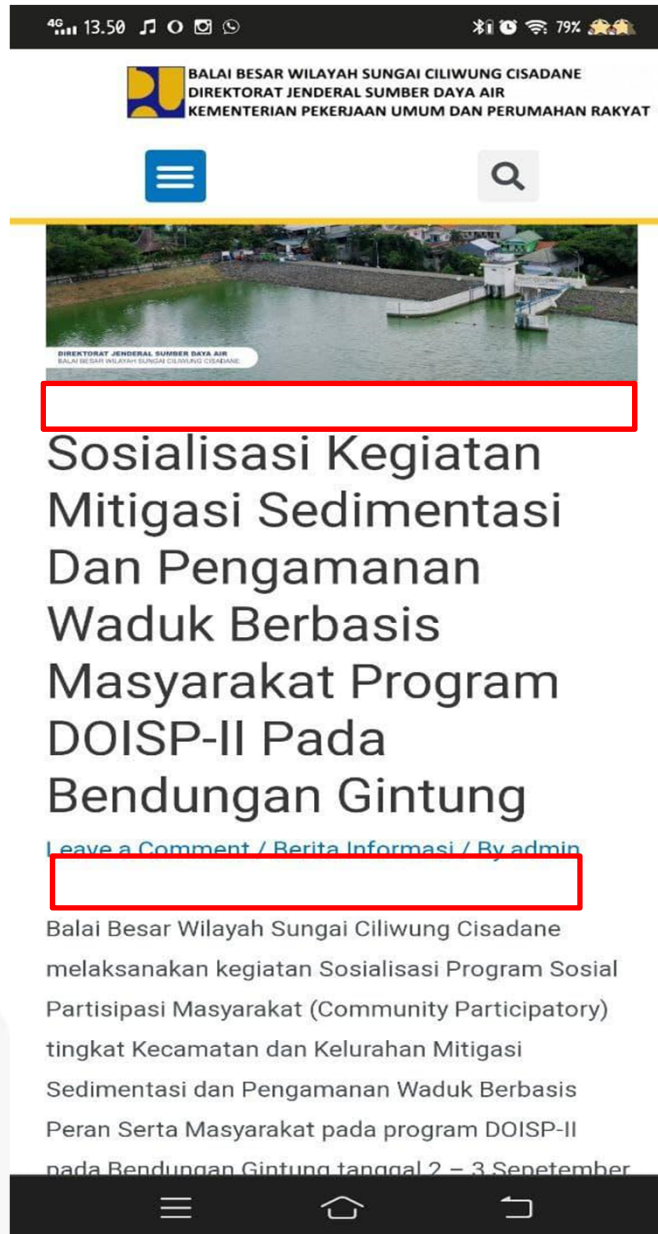 4G 13.50 79%
BALAI BESAR WILAYAH SUNGAI CILIWUNG CISADANE
DIREKTORAT JENDERAL SUMBER DAYA AIR
KEMENTERIAN PEKERJAAN UMUM DAN PERUMAHAN RAKYAT
DIREKTORAT JENDERAL SUMBER DAYA AIR
BALAI BESAR WILAYAH SUNGAI CILIWUNG CISADANE
Sosialisasi Kegiatan
Mitigasi Sedimentasi
Dan Pengamanan
Waduk Berbasis
Masyarakat Program
DOISP-II Pada
Bendungan Gintung
Leave a Comment / Berita Informasi / By admin
Balai Besar Wilayah Sungai Ciliwung Cisadane
melaksanakan kegiatan Sosialisasi Program Sosial
Partisipasi Masyarakat (Community Participatory)
tingkat Kecamatan dan Kelurahan Mitigasi
Sedimentasi dan Pengamanan Waduk Berbasis
Peran Serta Masyarakat pada program DOISP-II
pada Bendungan Gintung tanggal 2 – 3 Sepetember